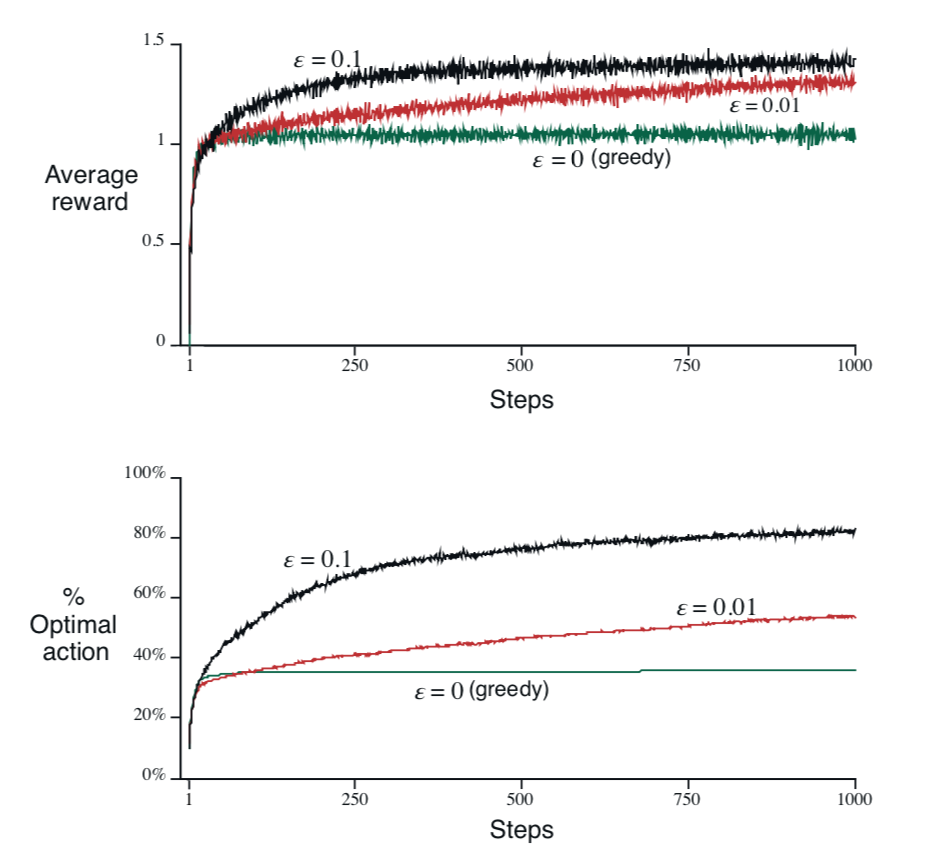 1.5
ε = 0.1
ε = 0.01
1
ε = 0 (greedy)
Average
reward
0.5
0
1
250
500
750
1000
Steps
100%
80%
ε = 0.1
60%
%
Optimal
action
ε = 0.01
40%
ε = 0 (greedy)
20%
0%
1
250
500
750
1000
Steps